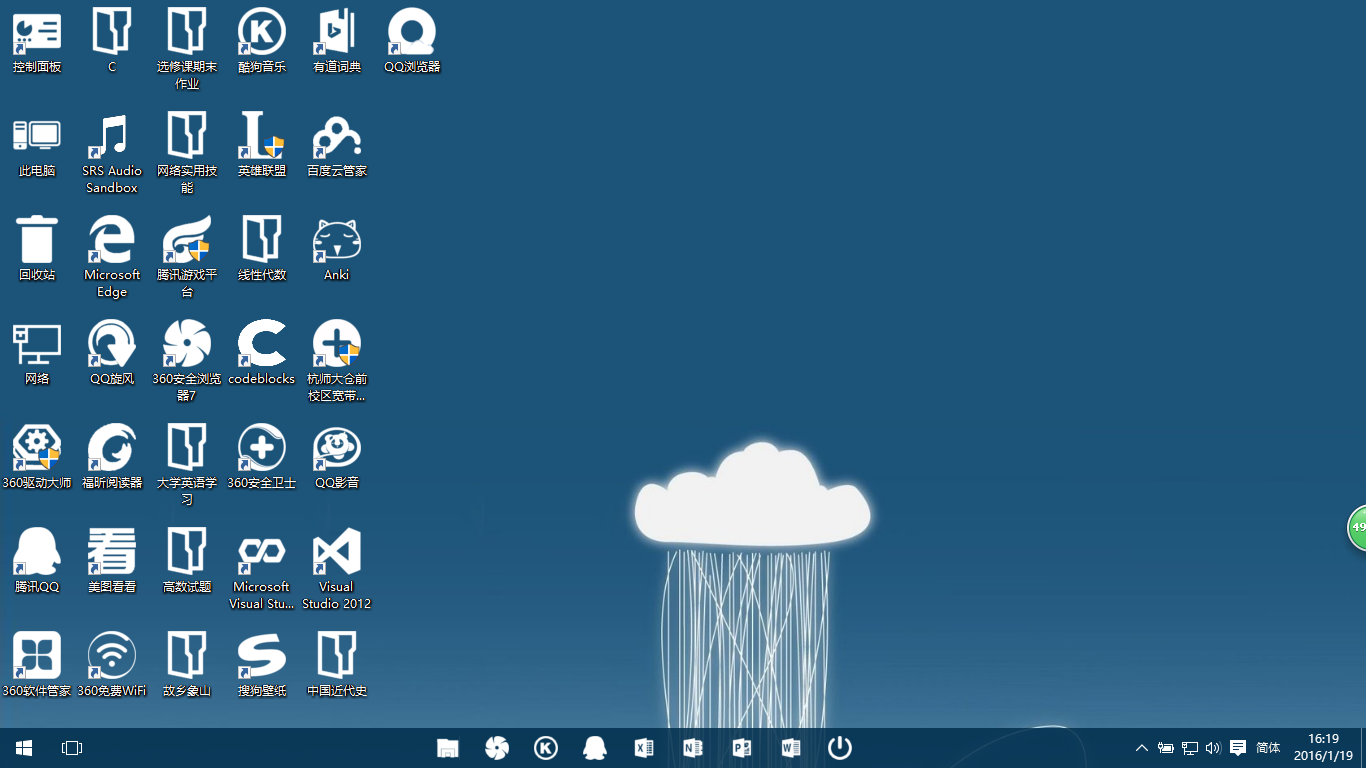 控制面板
C
选修课期末
作业
酷狗音乐
有道词典
QQ浏览器
此电脑
SRS Audio
Sandbox
网络实用技
能
英雄联盟
百度云管家
回收站
Microsoft
Edge
腾讯游戏平
台
线性代数
Anki
网络
QQ旋风
360安全浏览
器7
codeblocks
杭师大仓前
校区宽带...
360驱动大师
福昕阅读器
大学英语学
习
360安全卫士
QQ影音
腾讯QQ
看
美图看看
高数试题
Microsoft
Visual Stu...
Visual
Studio 2012
360软件管家
360免费WiFi
故乡象山
搜狗壁纸
中国近代史
49
简体
16:19
2016/1/19